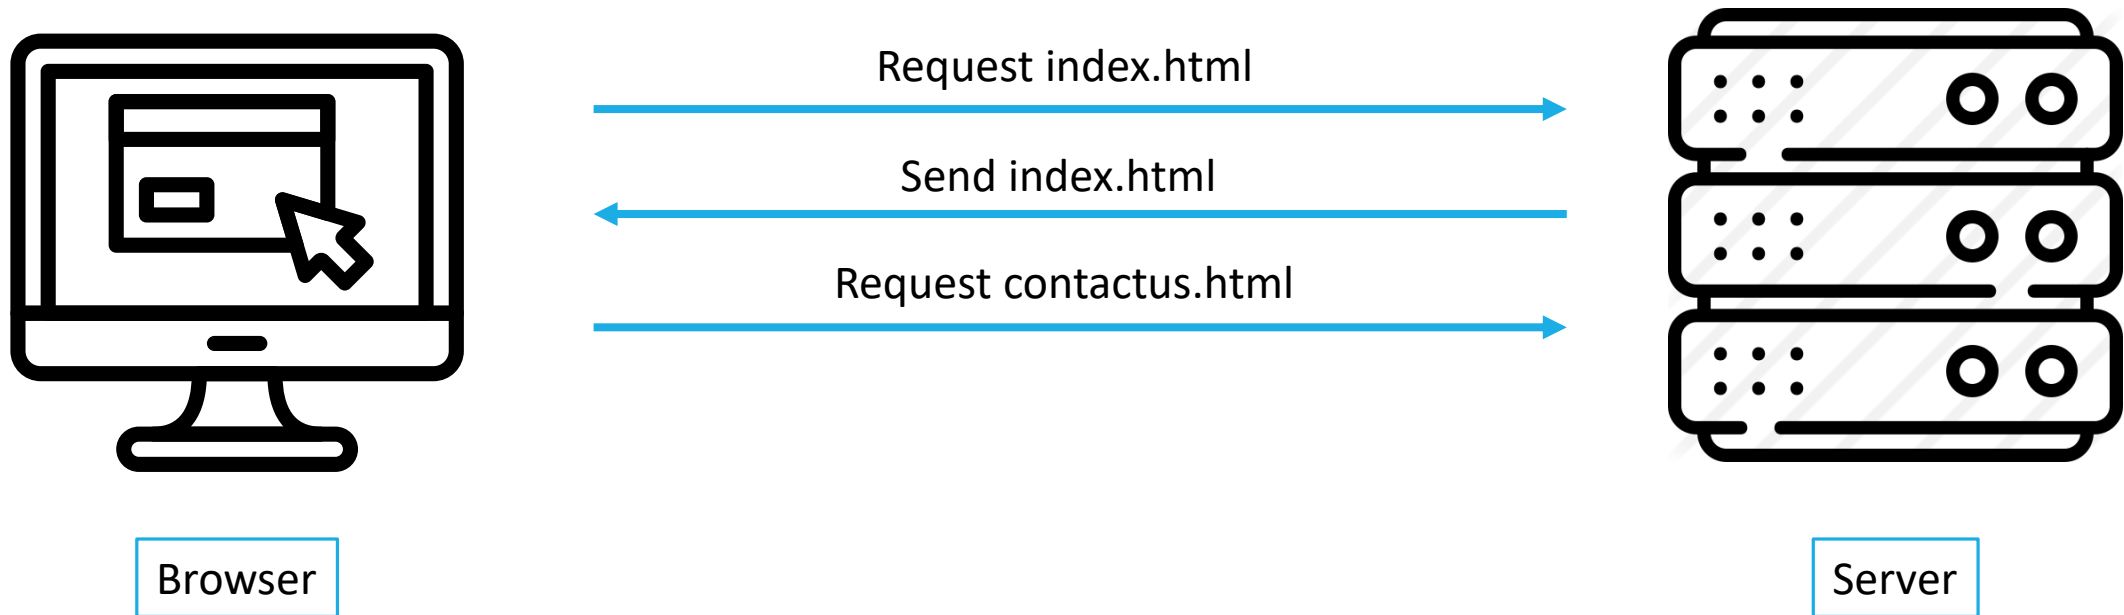 Request index.html
Send index.html
Request contactus.html
Browser
Server